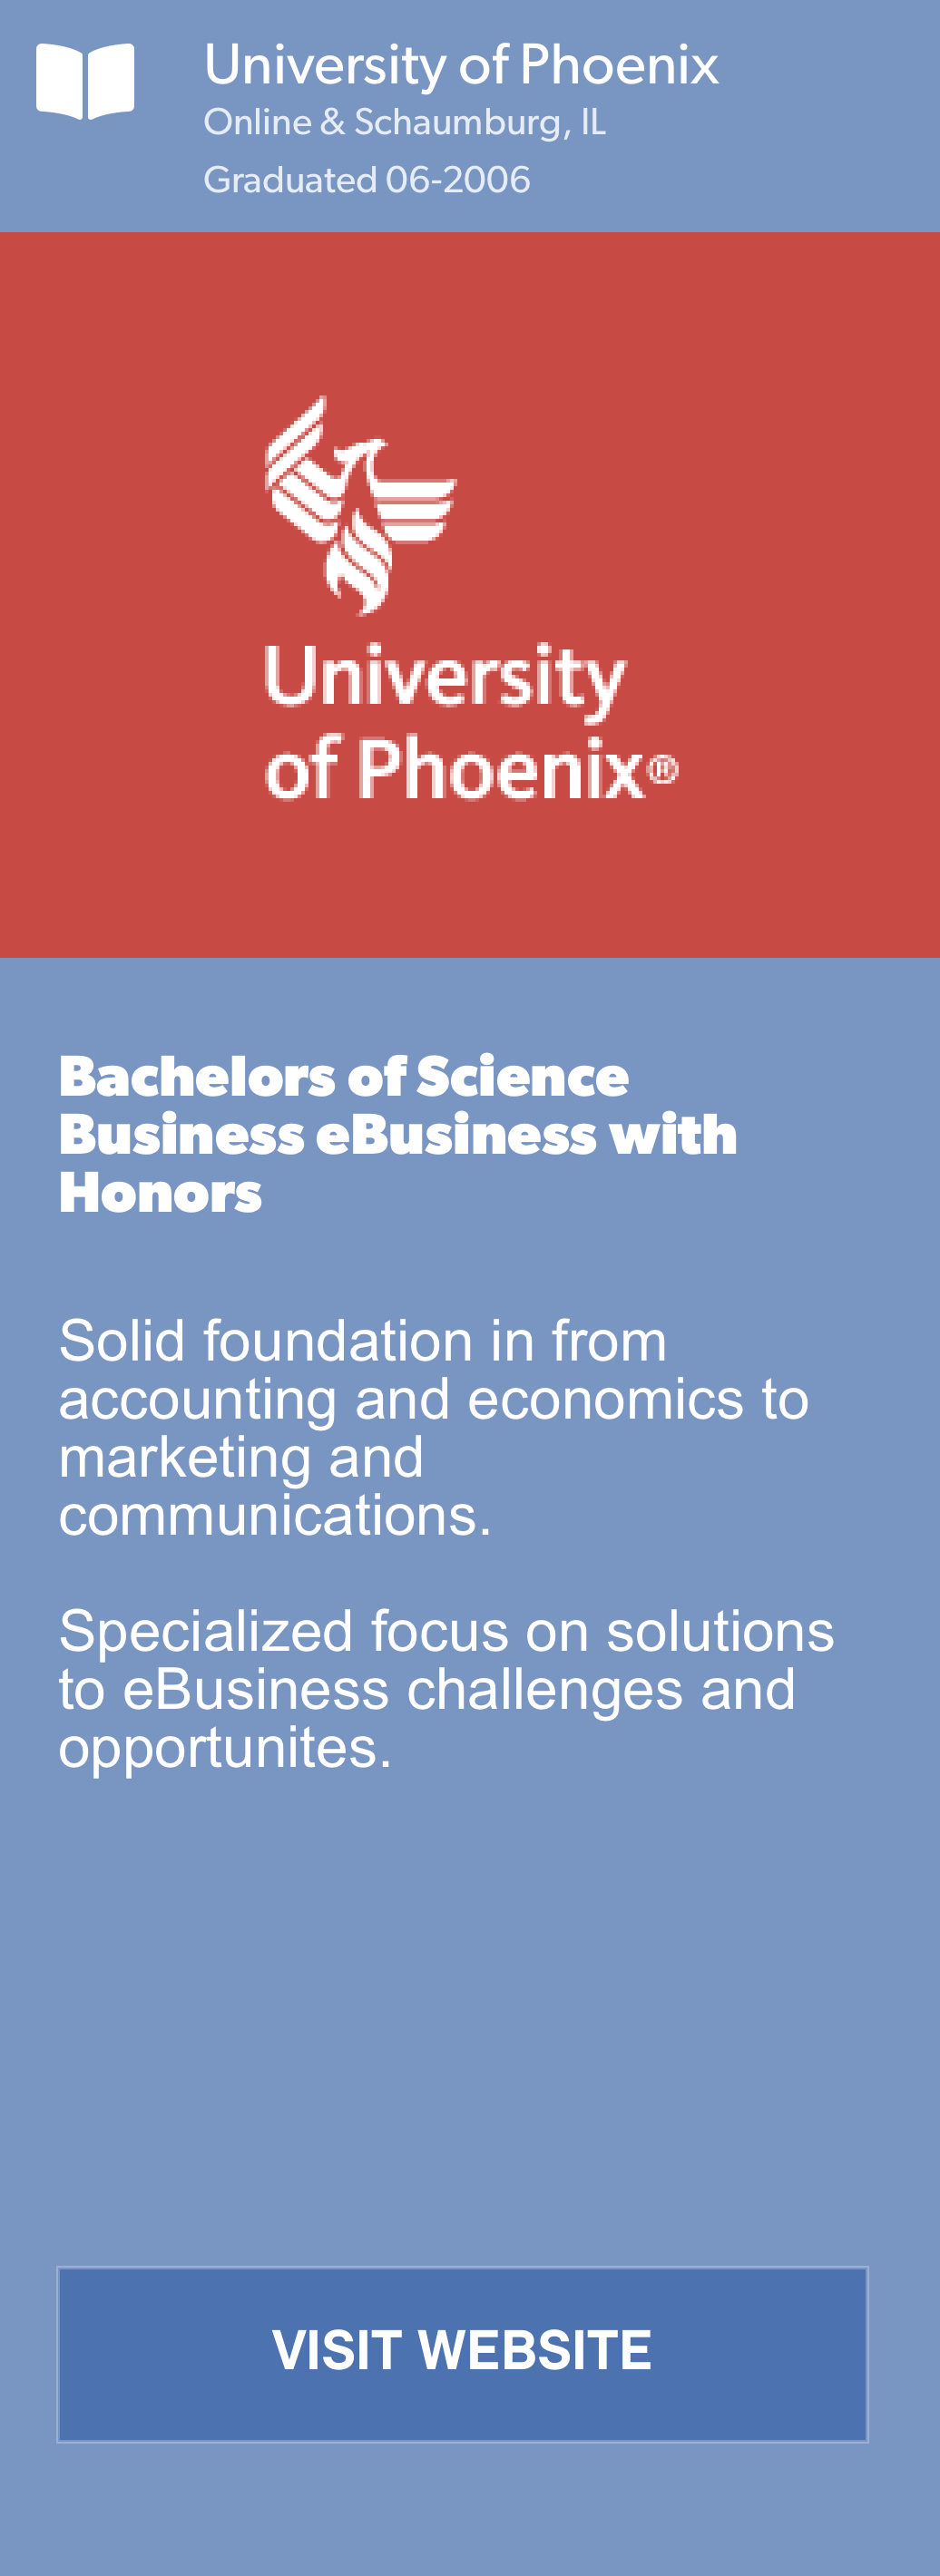 University of Phoenix
Online & Schaumburg, IL
Graduated 06-2006
University
of Phoenix®
Bachelors of Science
Business eBusiness with
Honors
Solid foundation in from
accounting and economics to
marketing and
communications.
Specialized focus on solutions
to eBusiness challenges and
opportunites.
VISIT WEBSITE